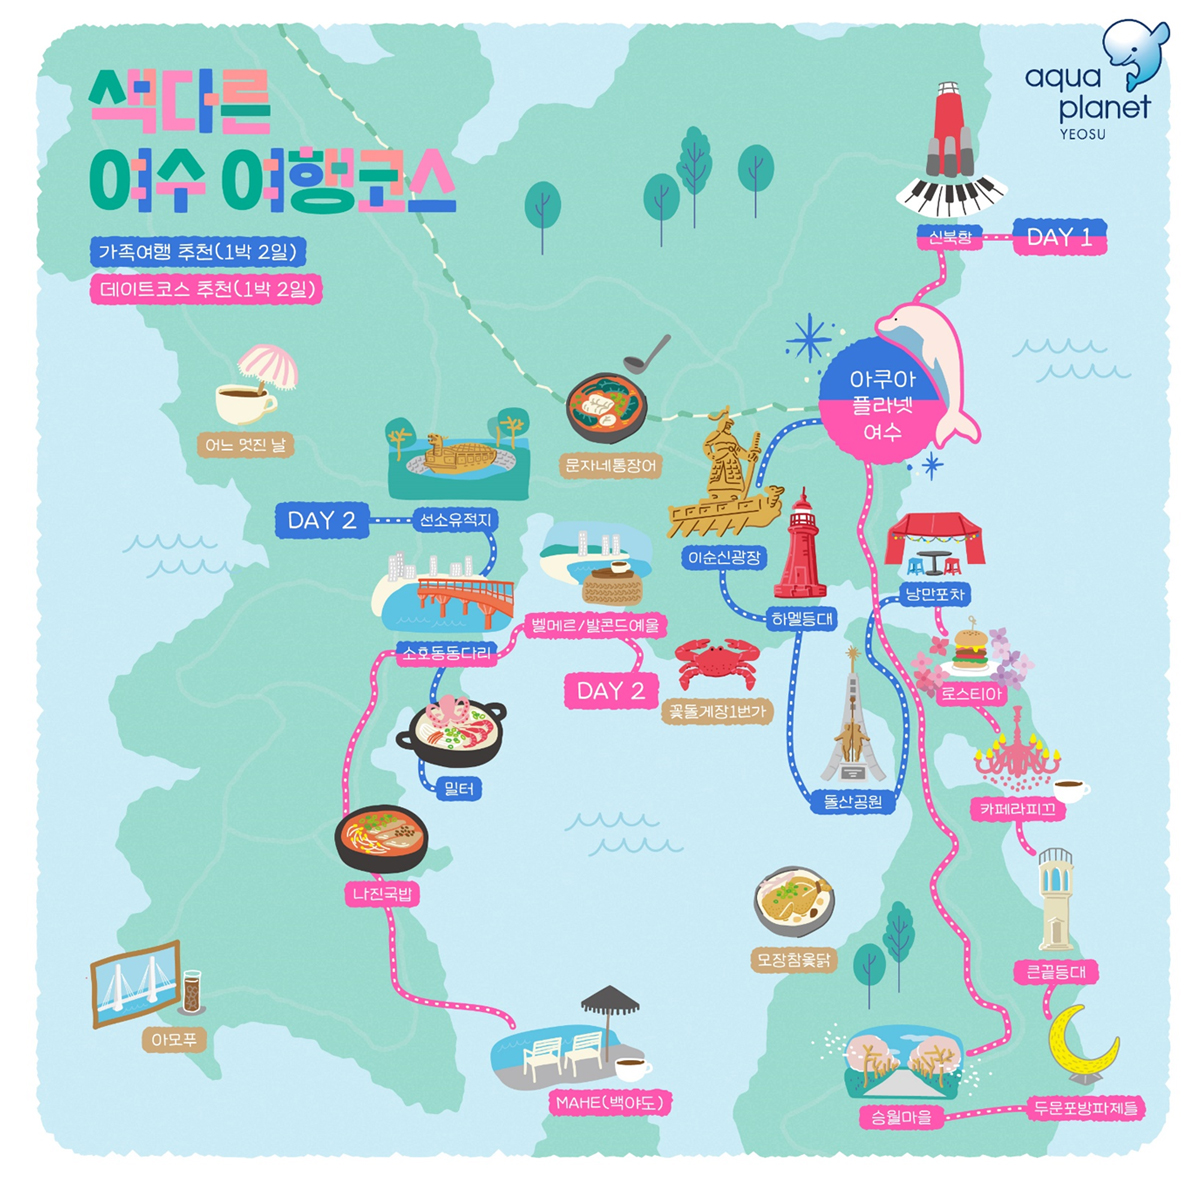 색다른
여수 여행코스
가족여행 추천(1박 2일)
데이트코스 추천(1박 2일)
aqua
planet
YEOSU
신북항
DAY 1
아쿠아
플라넷
여수
어느 멋진 날
문자네통장어
DAY 2
선소유적지
이순신광장
하멜등대
낭만포차
벨메르/발콘드예울
소호동동다리
DAY 2
꽃돌게장1번가
로스티아
밀터
돌산공원
카페라피끄
나진국밥
모장참옻닭
큰끝등대
아모푸
MAHE(백야도)
승월마을
두문포방파제들